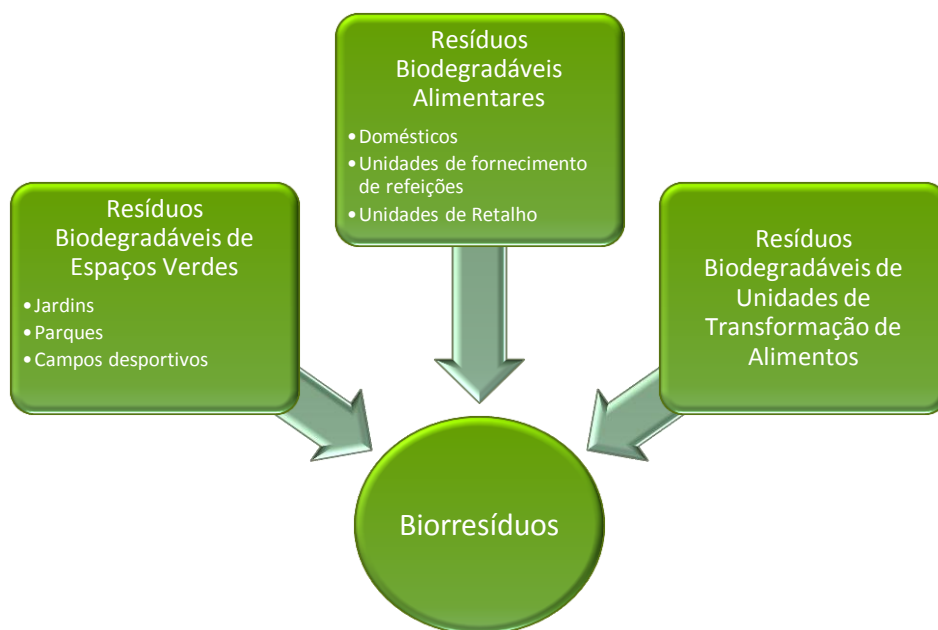 Resíduos
Biodegradáveis
Alimentares
•Domésticos
•Unidades de fornecimento
de refeições
•Unidades de Retalho
Resíduos
Biodegradáveis de
Espaços Verdes
•Jardins
•Parques
•Campos desportivos
Resíduos
Biodegradáveis de
Unidades de
Transformação de
Alimentos
Biorresíduos